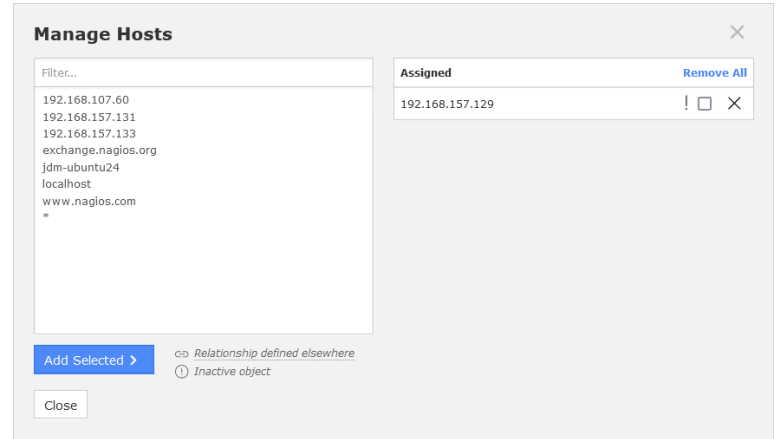 Manage Hosts
Filter...
192.168.107.60
192.168.157.131
192.168.157.133
exchange.nagios.org
jdm-ubuntu24
localhost
www.nagios.com
*
Add Selected
Relationship defined elsewhere
Inactive object
Close
Assigned Remove All
192.168.157.129 !